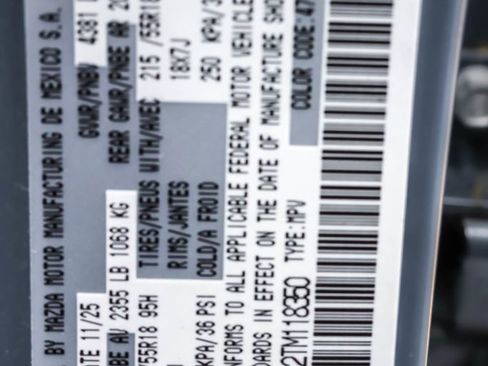 BY MAZDA MOTOR MANUFACTURING DE MEXICO S.A.
TE 11/25 GVWR/PNBV 4381
BE AV 2355 LB 1068 KG REAR GAWR/PNBE AR
/55R18 95H TIRES/PNEUS WITH/AVEC 215 /55R18
RIMS/JANTES 18X7J
KPA/36 PSI COLD/A FROID 250 KPA/3
NFORMS TO ALL APPLICABLE FEDERAL MOTOR VEHICLE
DARDS IN EFFECT ON THE DATE OF MANUFACTURE SHO
2TM118350 TYPE:MPV COLOR CODE:47